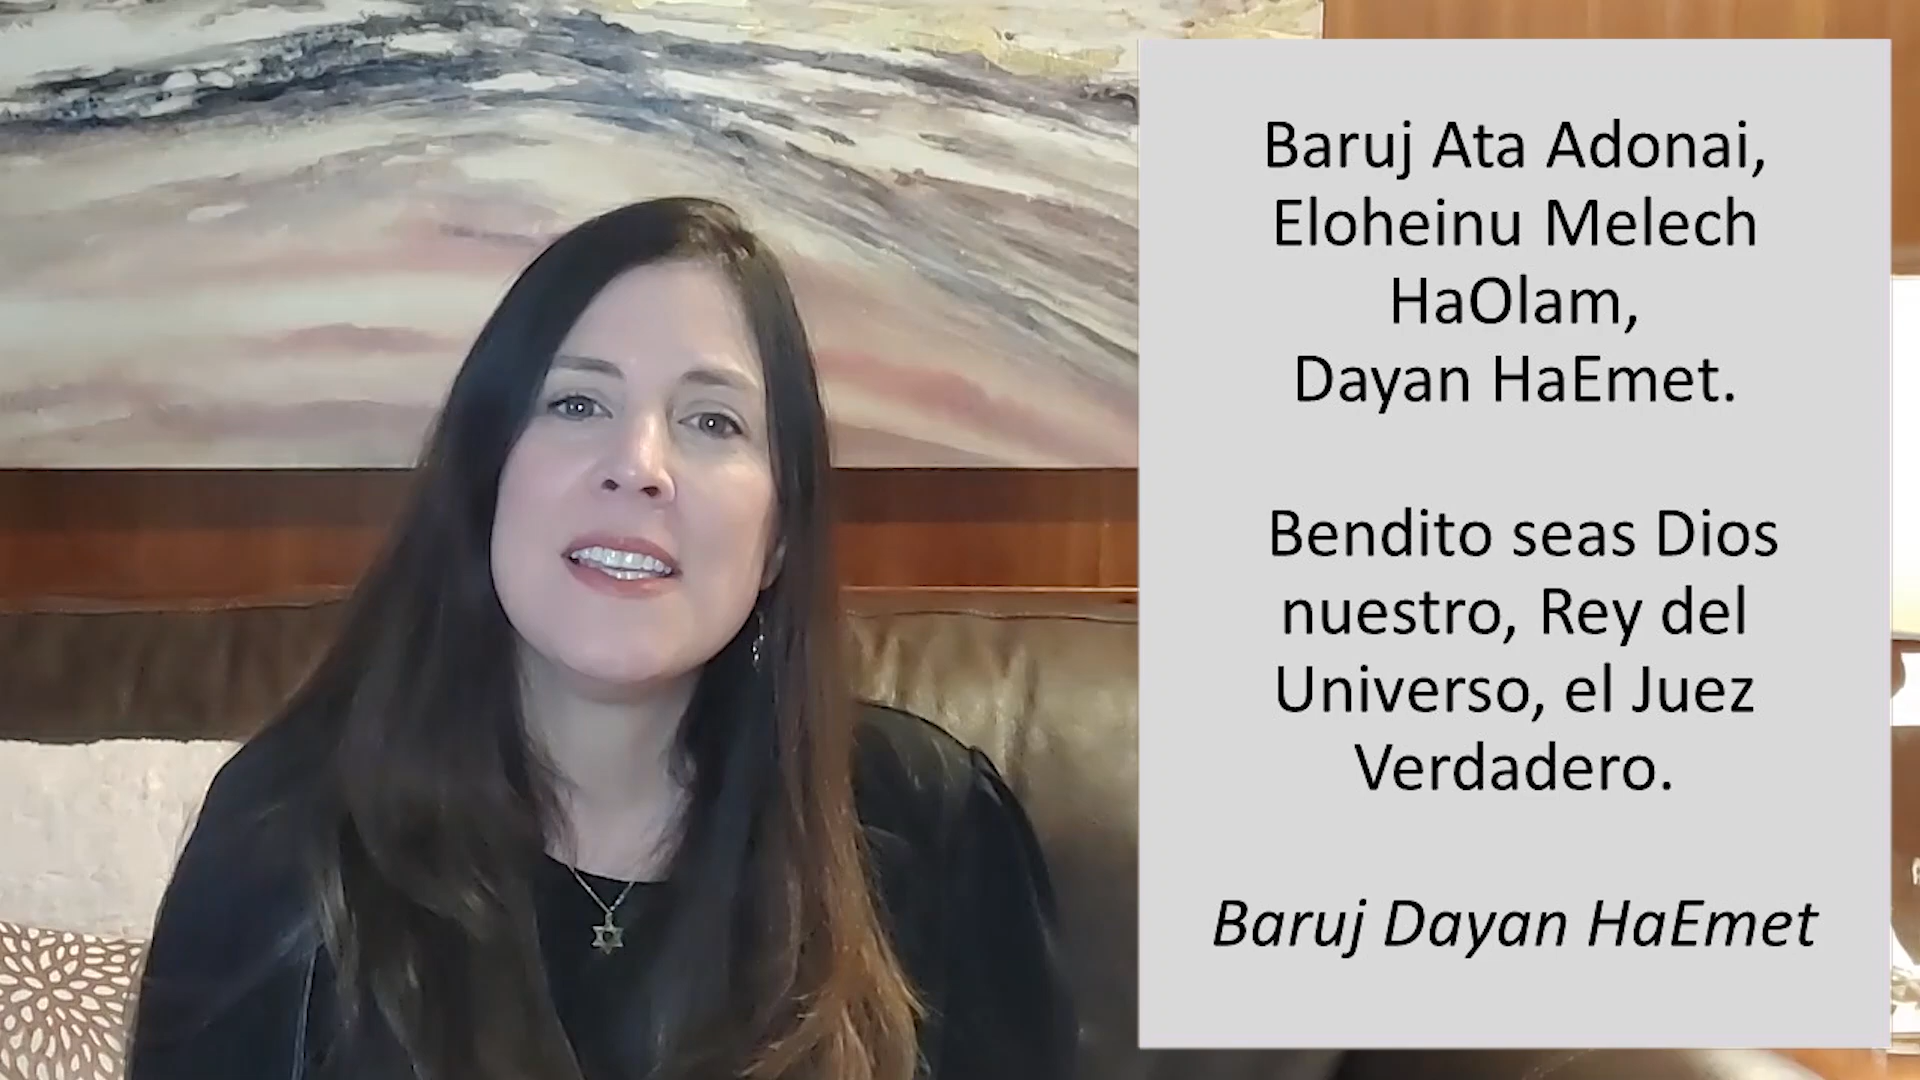 Baruj Ata Adonai,
Eloheinu Melech
HaOlam,
Dayan HaEmet.
Bendito seas Dios
nuestro, Rey del
Universo, el Juez
Verdadero.
Baruj Dayan HaEmet